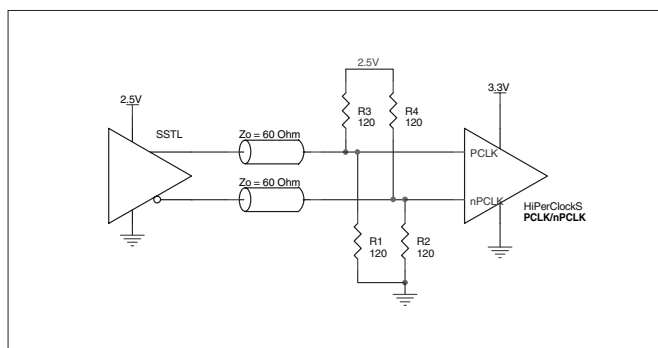 2.5V
2.5V
3.3V
SSTL
R3
120
R4
120
Zo = 60 Ohm
PCLK
Zo = 60 Ohm
nPCLK
HiPerClockS
PCLK/nPCLK
R1
120
R2
120